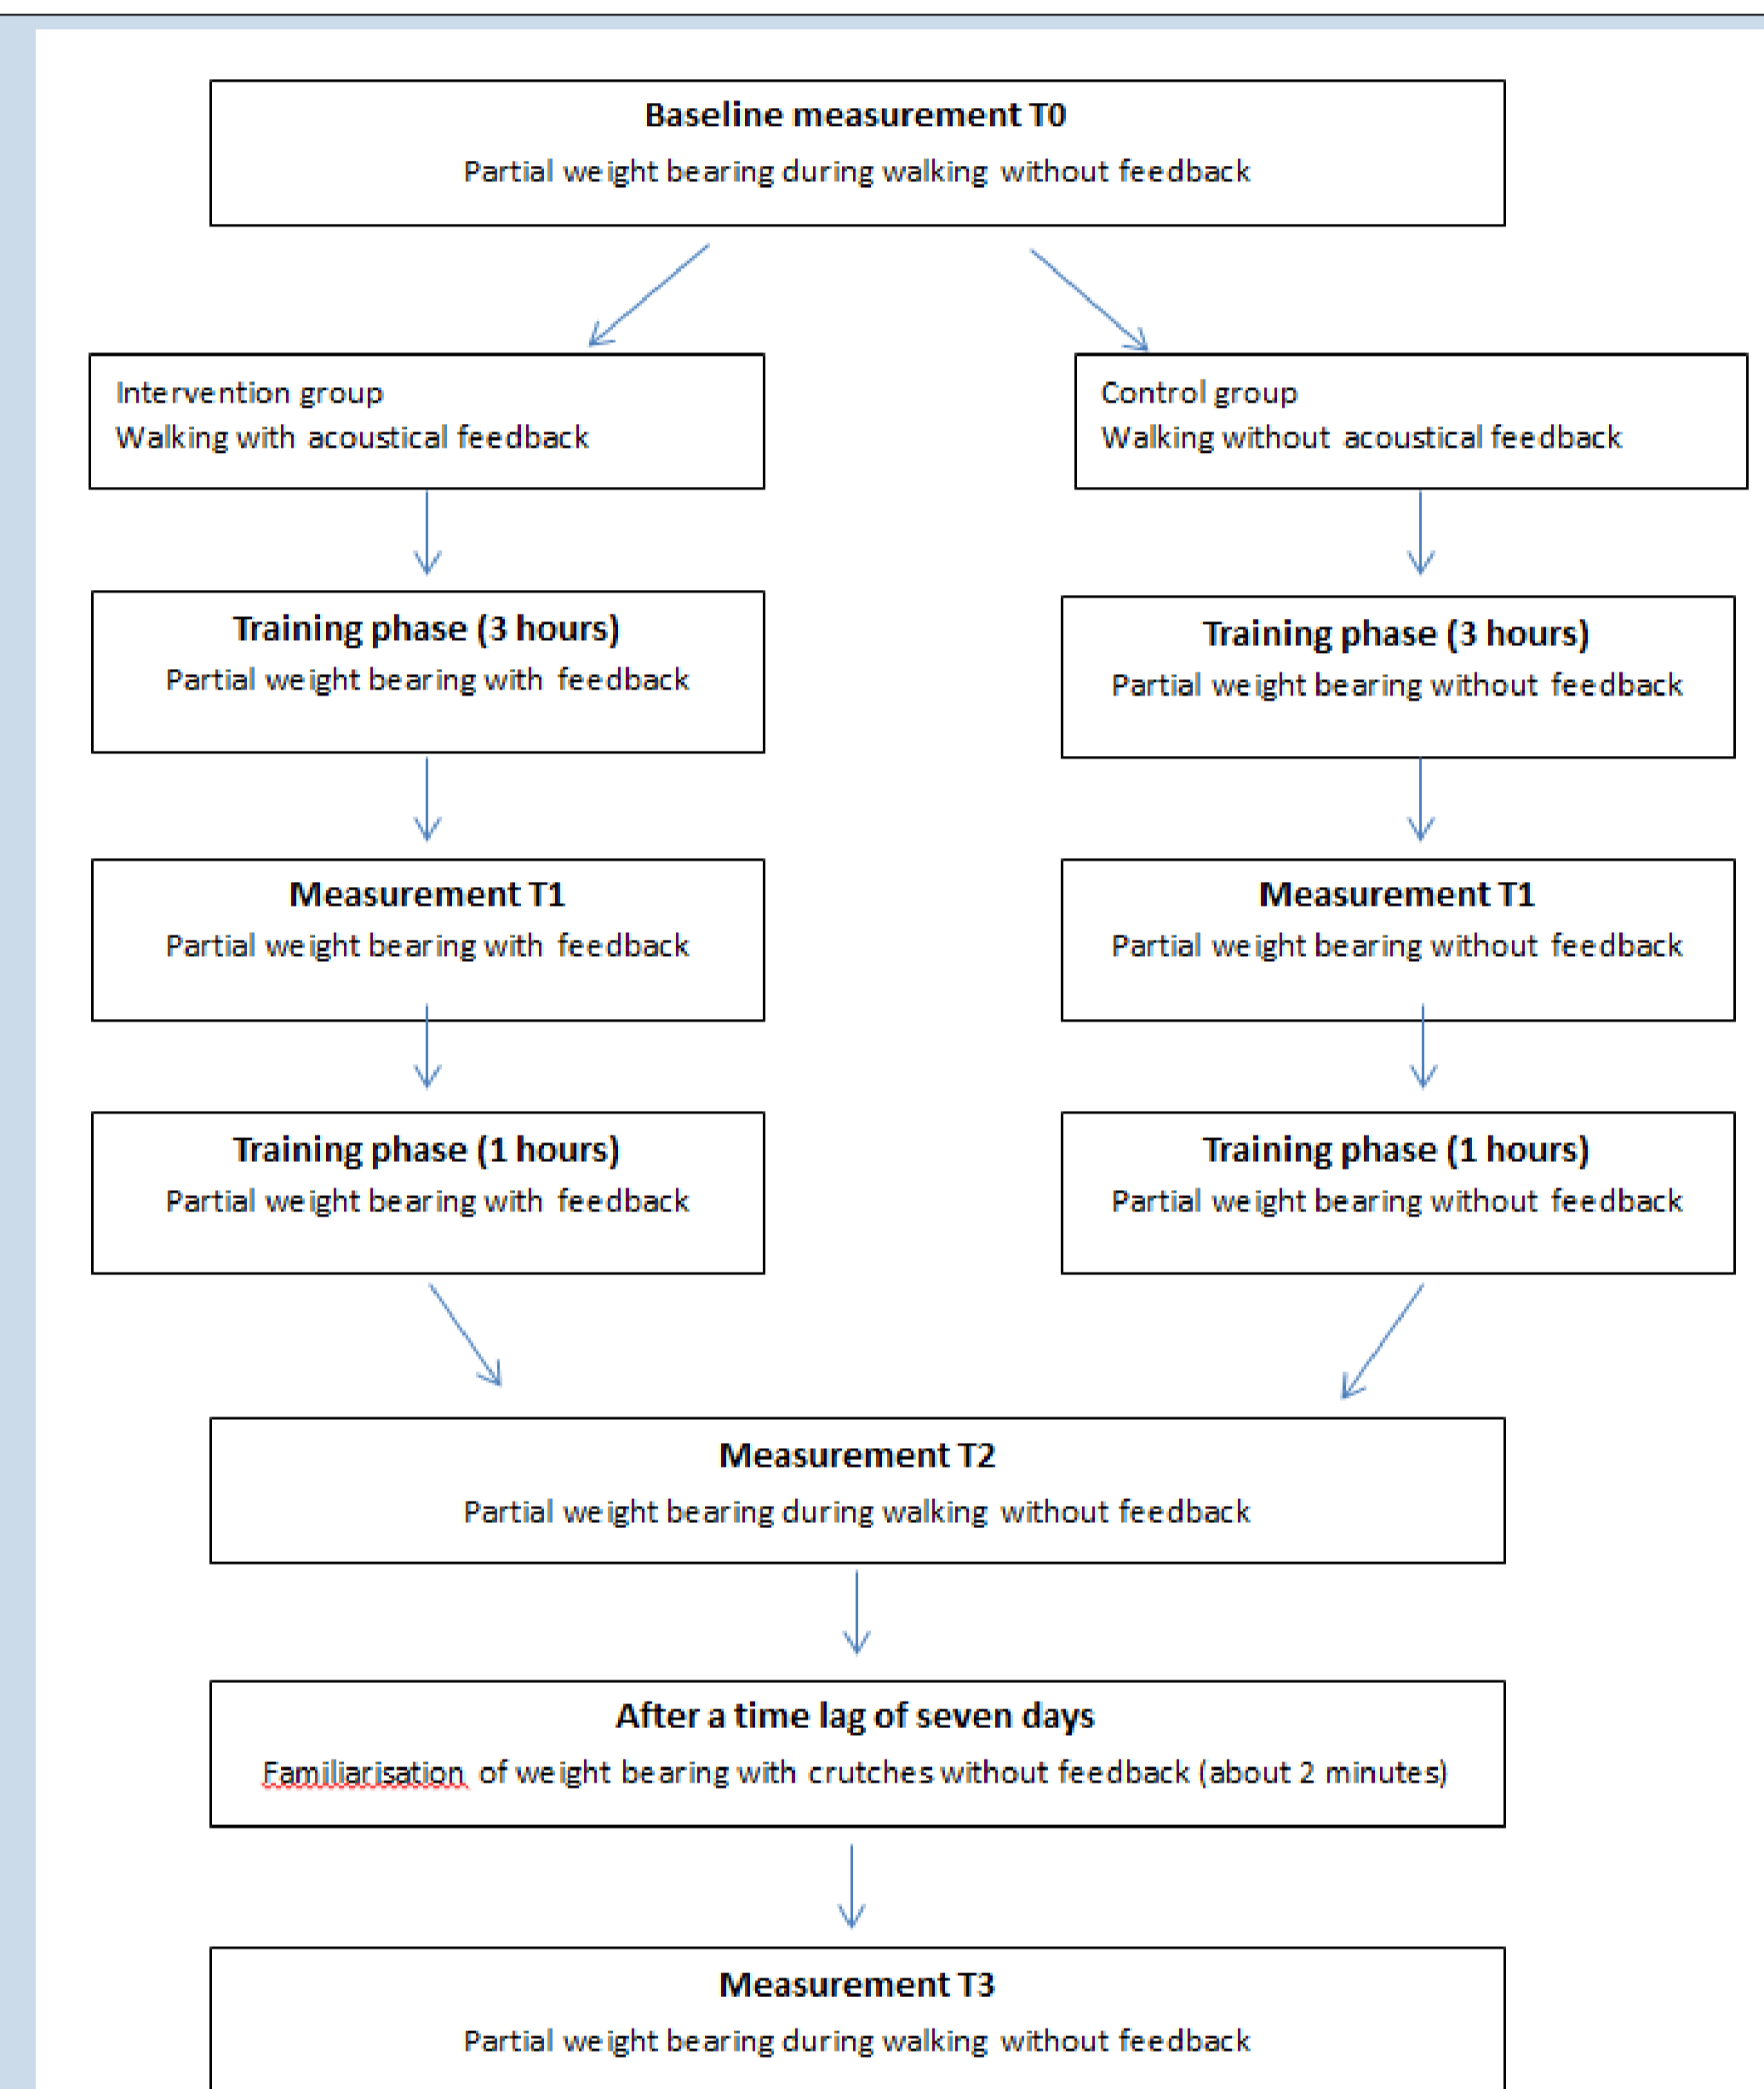 Baseline measurement T0
Partial weight bearing during walking without feedback
Intervention group
Walking with acoustical feedback
Control group
Walking without acoustical feedback
Training phase (3 hours)
Partial weight bearing with feedback
Training phase (3 hours)
Partial weight bearing without feedback
Measurement T1
Partial weight bearing with feedback
Measurement T1
Partial weight bearing without feedback
Training phase (1 hours)
Partial weight bearing with feedback
Training phase (1 hours)
Partial weight bearing without feedback
Measurement T2
Partial weight bearing during walking without feedback
After a time lag of seven days
Familiarisation of weight bearing with crutches without feedback (about 2 minutes)
Measurement T3
Partial weight bearing during walking without feedback